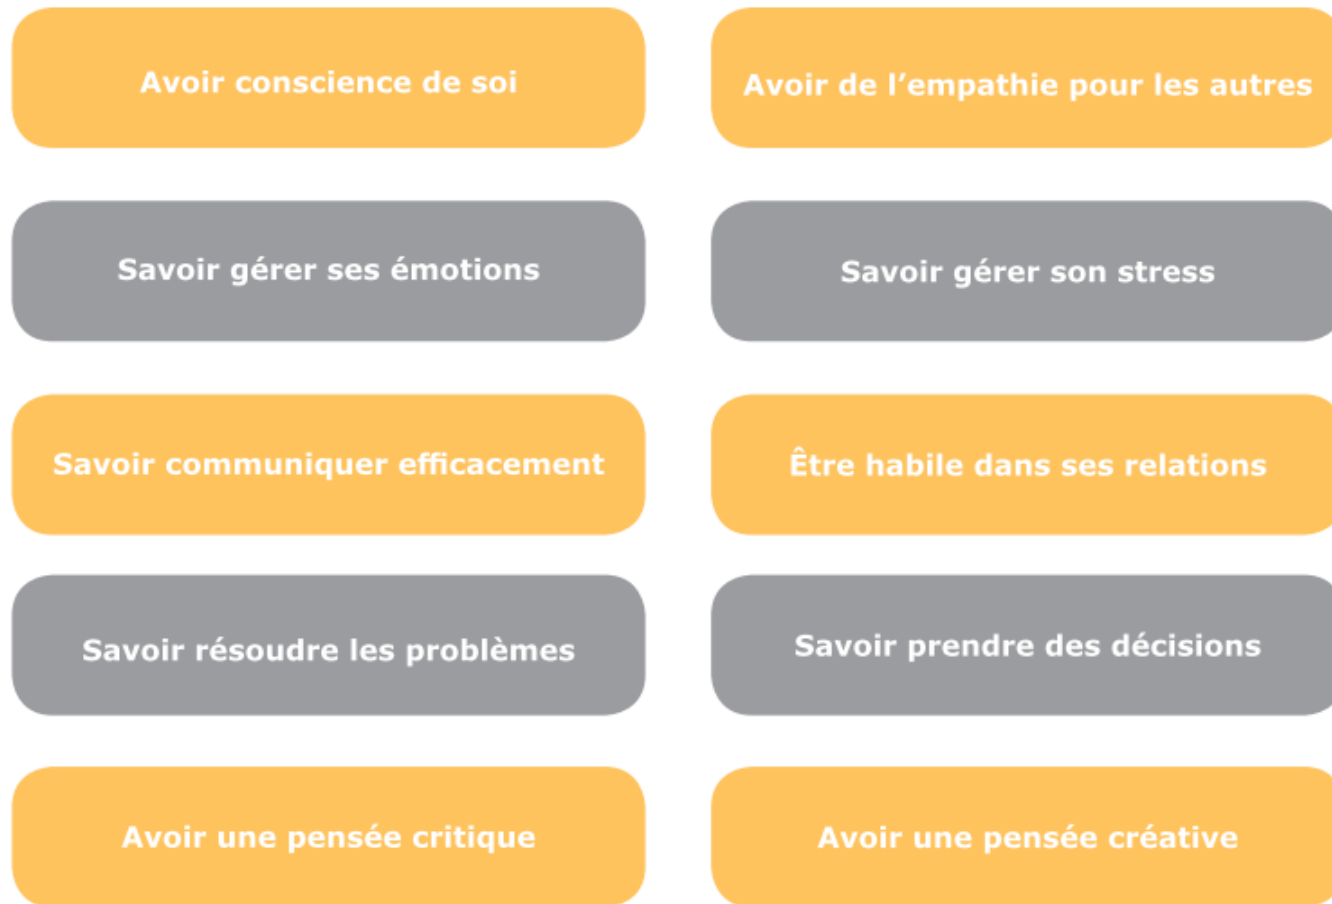 Avoir conscience de soi
Avoir de l’empathie pour les autres
Savoir gérer ses émotions
Savoir gérer son stress
Savoir communiquer efficacement
Être habile dans ses relations
Savoir résoudre les problèmes
Savoir prendre des décisions
Avoir une pensée critique
Avoir une pensée créative